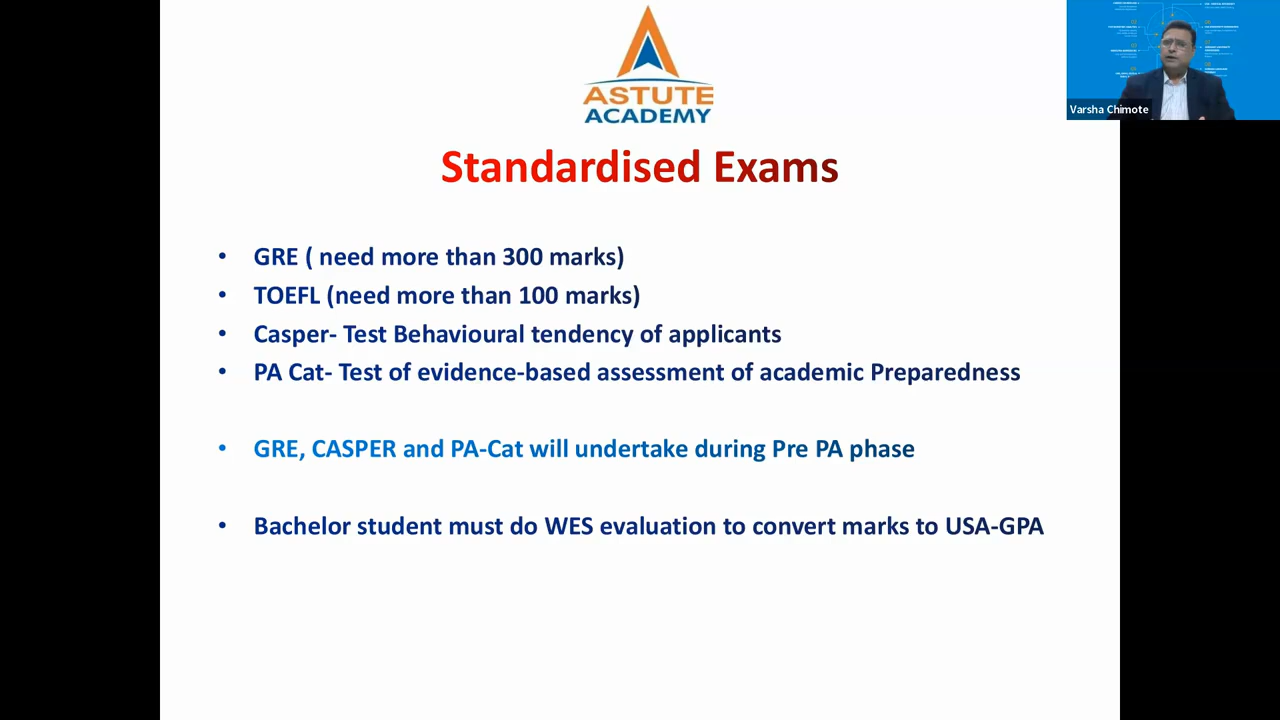 ASTUTE
ACADEMY
Varsha Chimote
Standardised Exams
• GRE ( need more than 300 marks)
• TOEFL (need more than 100 marks)
• Casper- Test Behavioural tendency of applicants
• PA Cat- Test of evidence-based assessment of academic Preparedness
• GRE, CASPER and PA-Cat will undertake during Pre PA phase
• Bachelor student must do WES evaluation to convert marks to USA-GPA